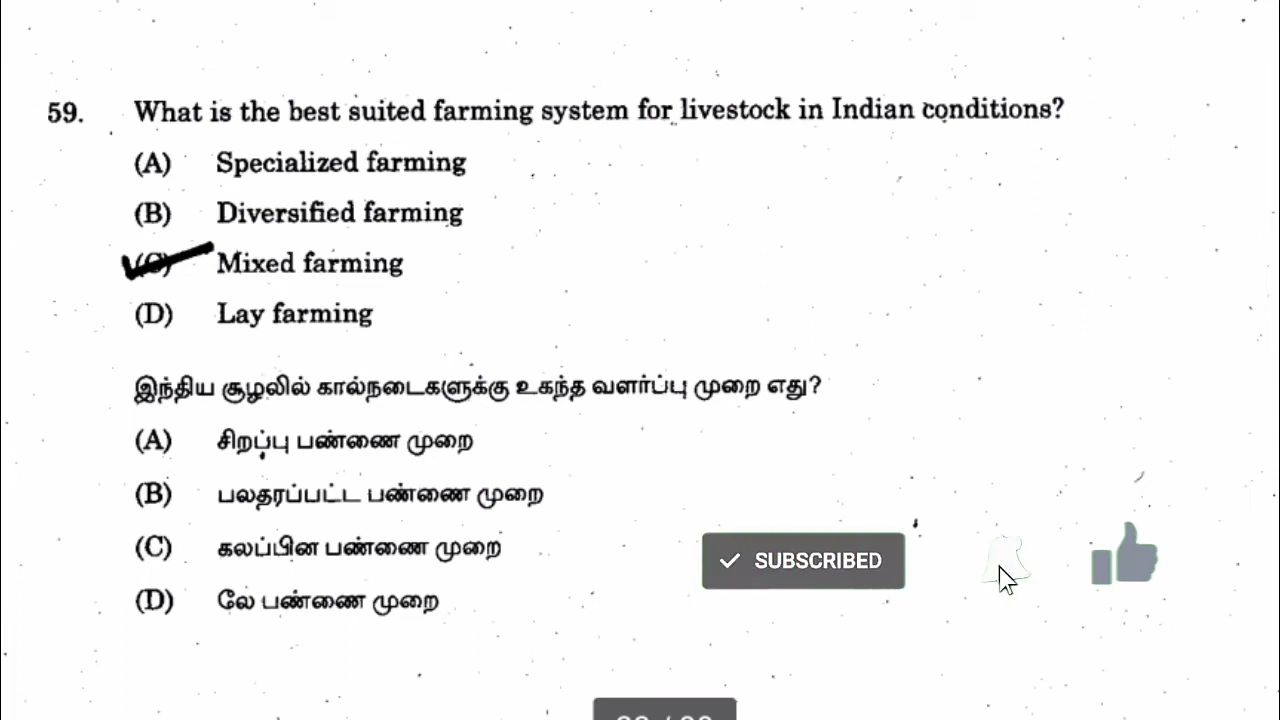 59. What is the best suited farming system for livestock in Indian conditions?
(A) Specialized farming
(B) Diversified farming
(C) Mixed farming
(D) Lay farming
இந்திய சூழலில் கால்நடைகளுக்கு உகந்த வளர்ப்பு முறை எது?
(A) சிறப்பு பண்ணை முறை
(B) பலதரப்பட்ட பண்ணை முறை
(C) கலப்பின பண்ணை முறை
(D) லே பண்ணை முறை
SUBSCRIBED